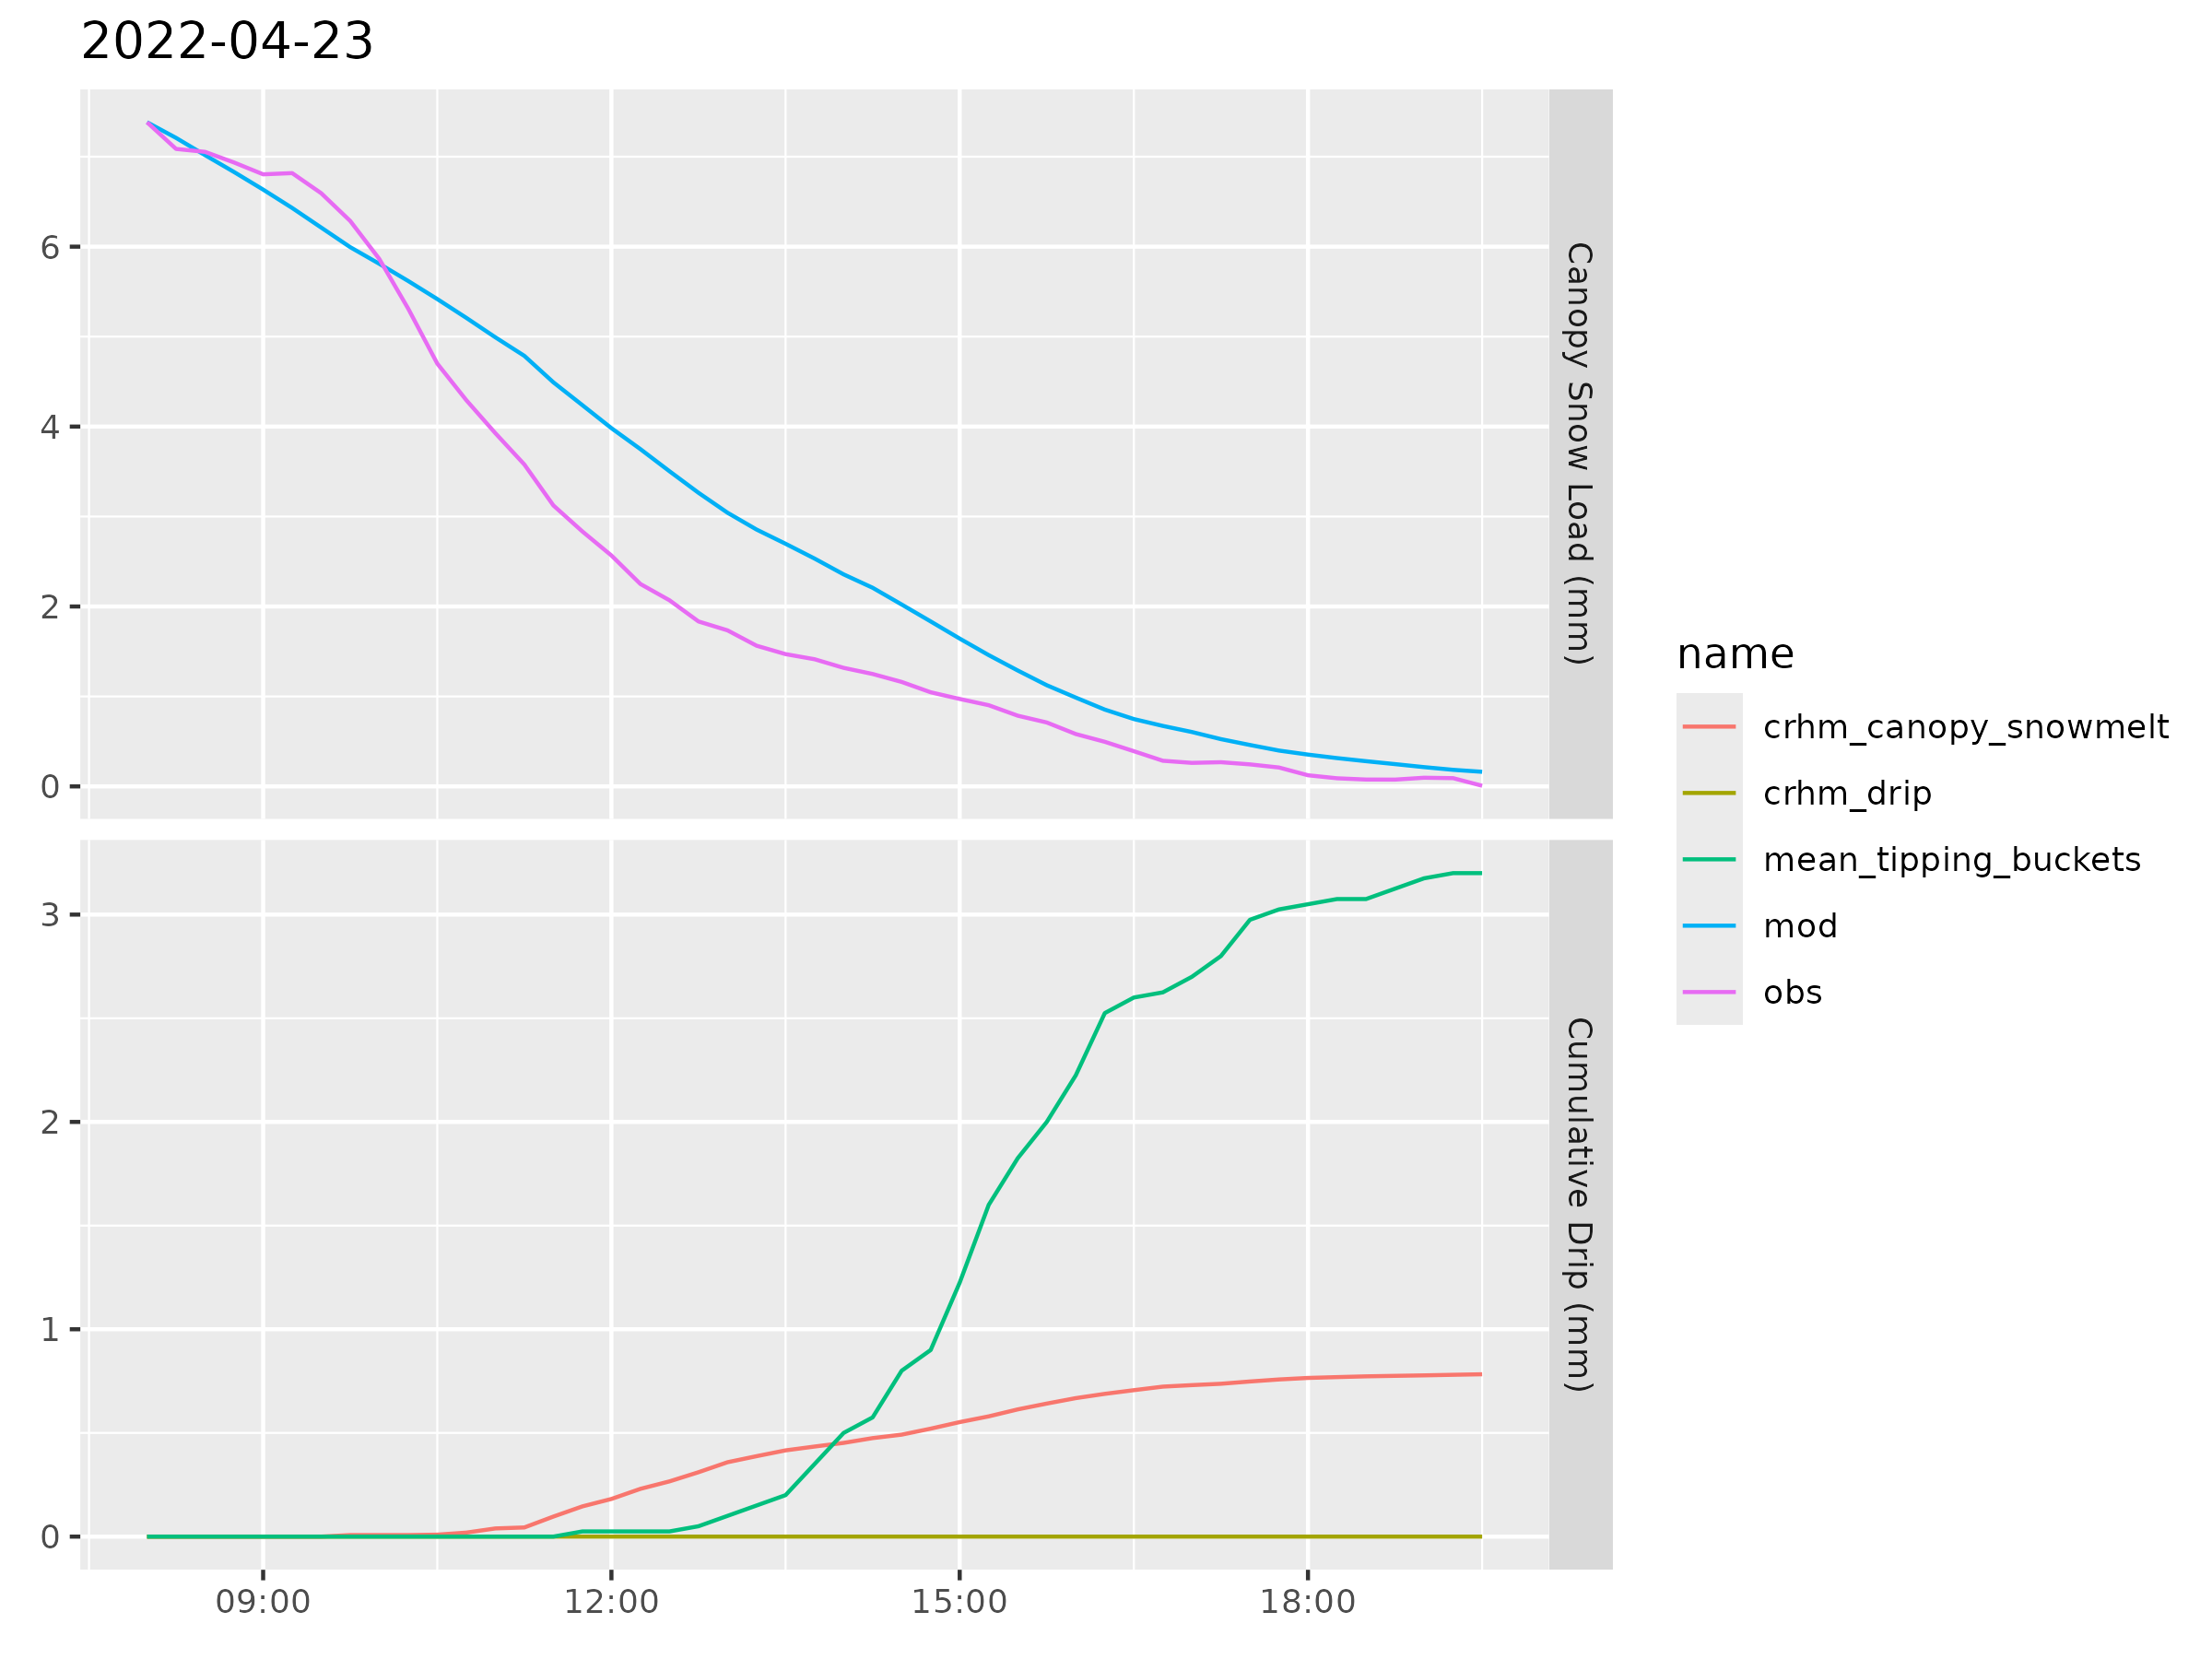 2022-04-23
6
4
2
0
Canopy Snow Load (mm)
3
2
1
0
Cumulative Drip (mm)
09:00 12:00 15:00 18:00
name
crhm_canopy_snowmelt
crhm_drip
mean_tipping_buckets
mod
obs